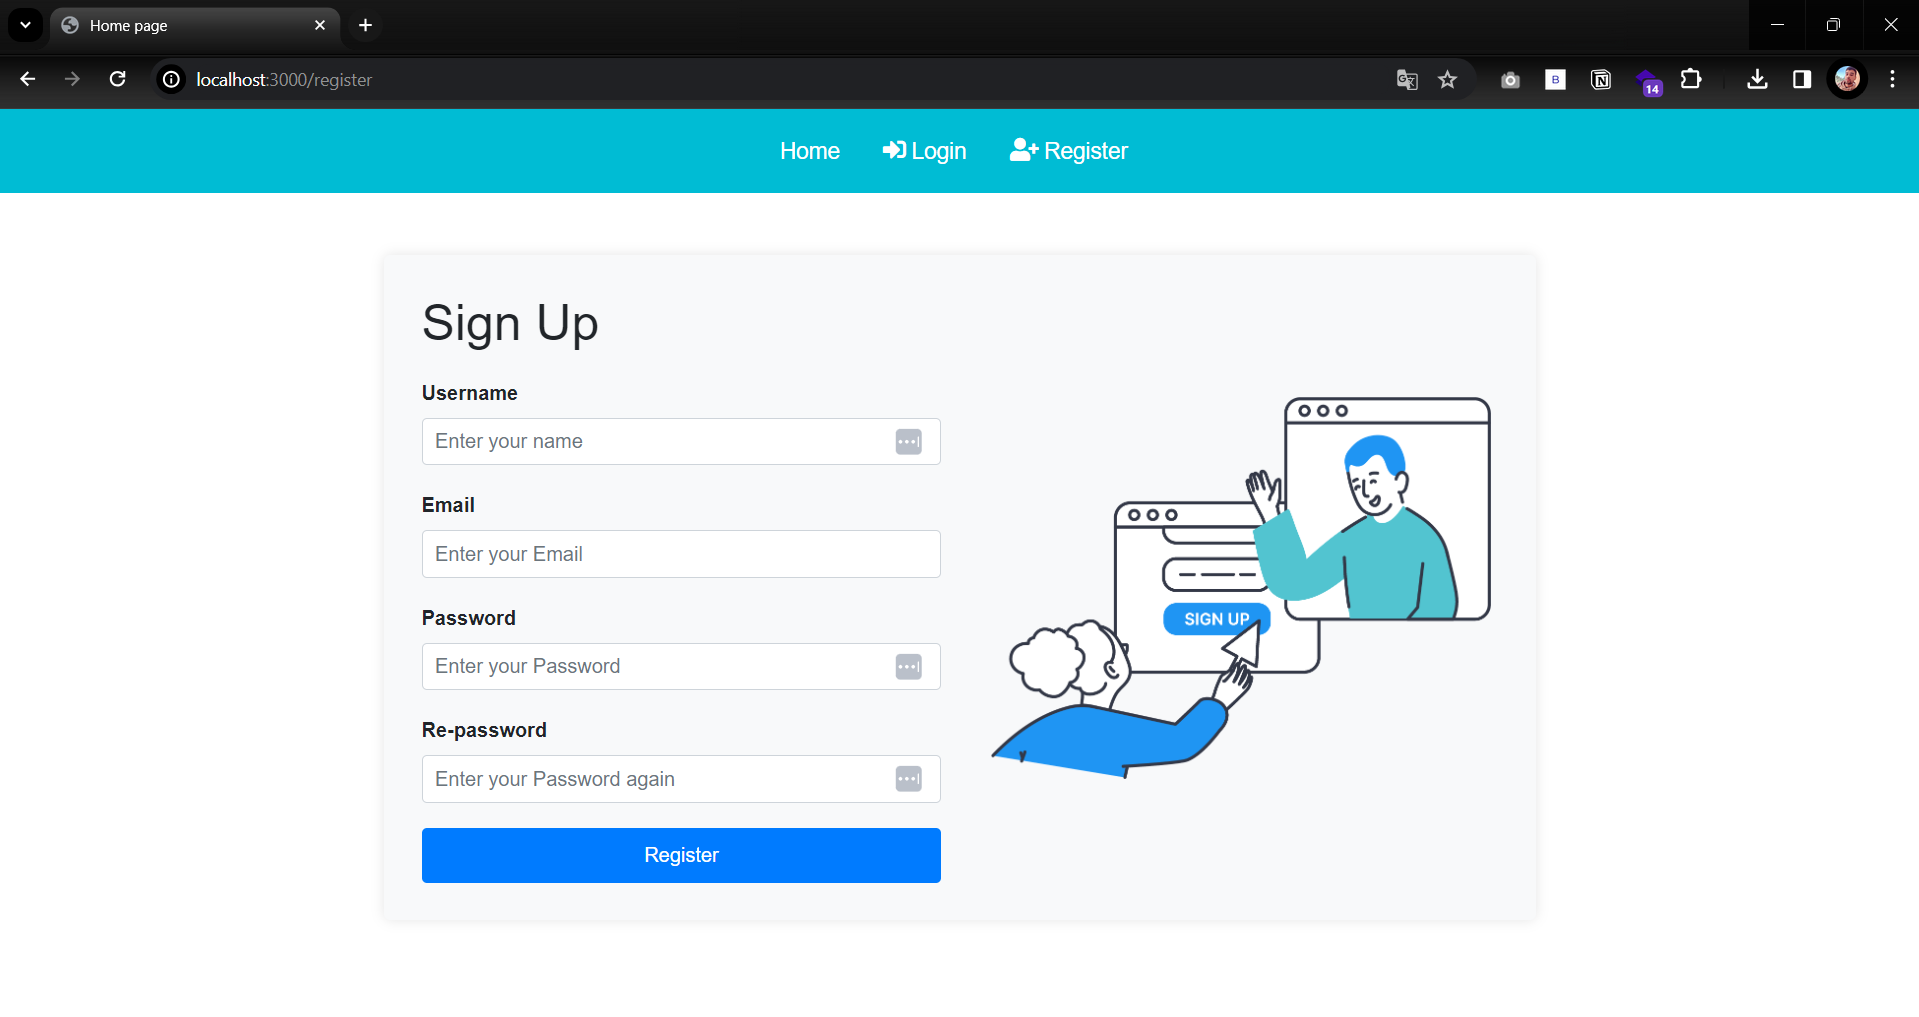 Home page
localhost:3000/register
B
14
Home Login Register
Sign Up
Username
Enter your name
Email
Enter your Email
Password
Enter your Password
Re-password
Enter your Password again
Register
SIGN UP